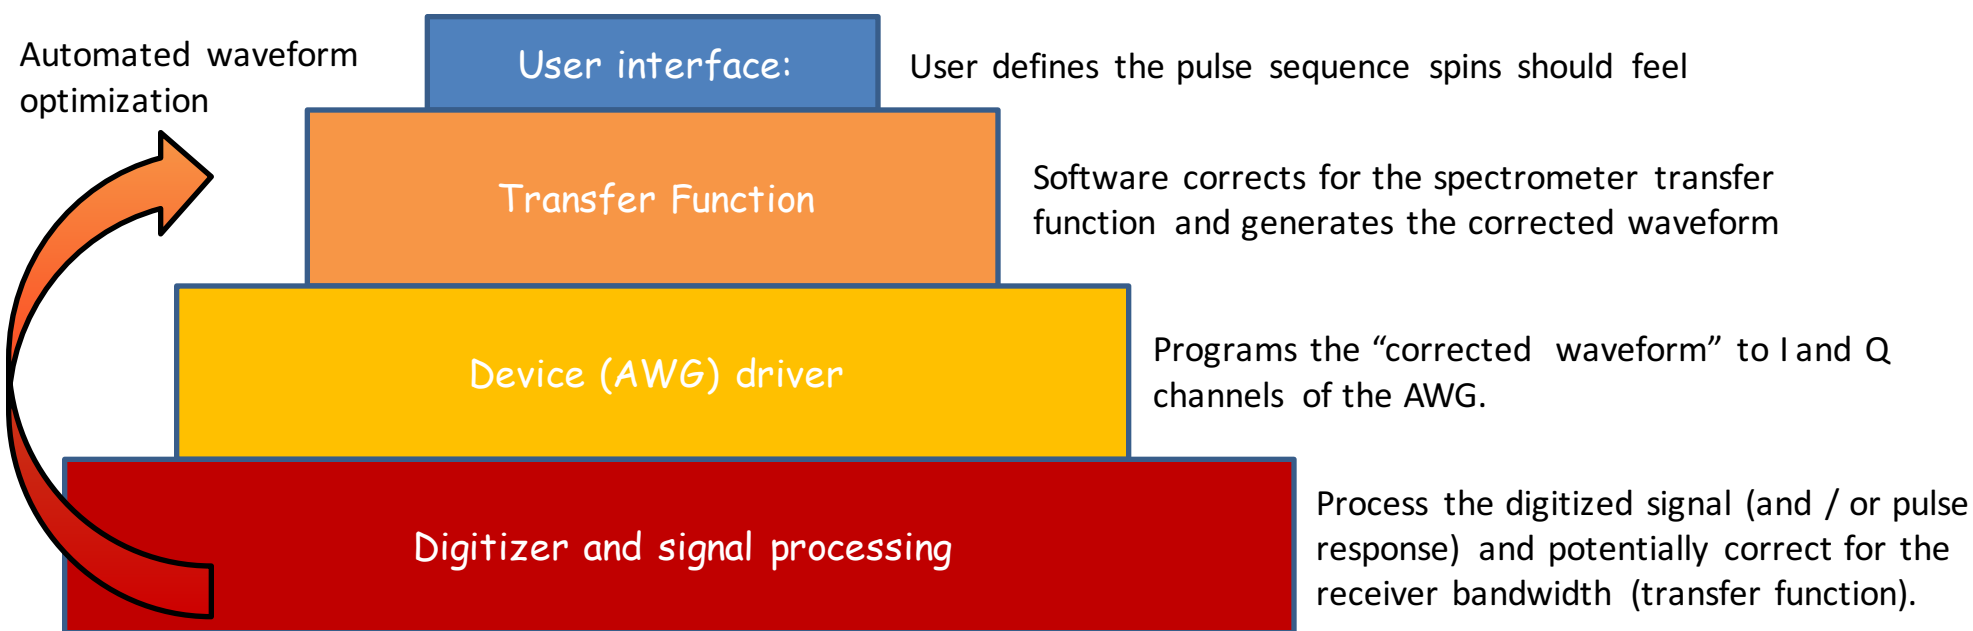 Automated waveform
optimization
User interface:
User defines the pulse sequence spins should feel
Transfer Function
Software corrects for the spectrometer transfer
function and generates the corrected waveform
Device (AWG) driver
Programs the “corrected waveform” to I and Q
channels of the AWG.
Digitizer and signal processing
Process the digitized signal (and / or pulse
response) and potentially correct for the
receiver bandwidth (transfer function).